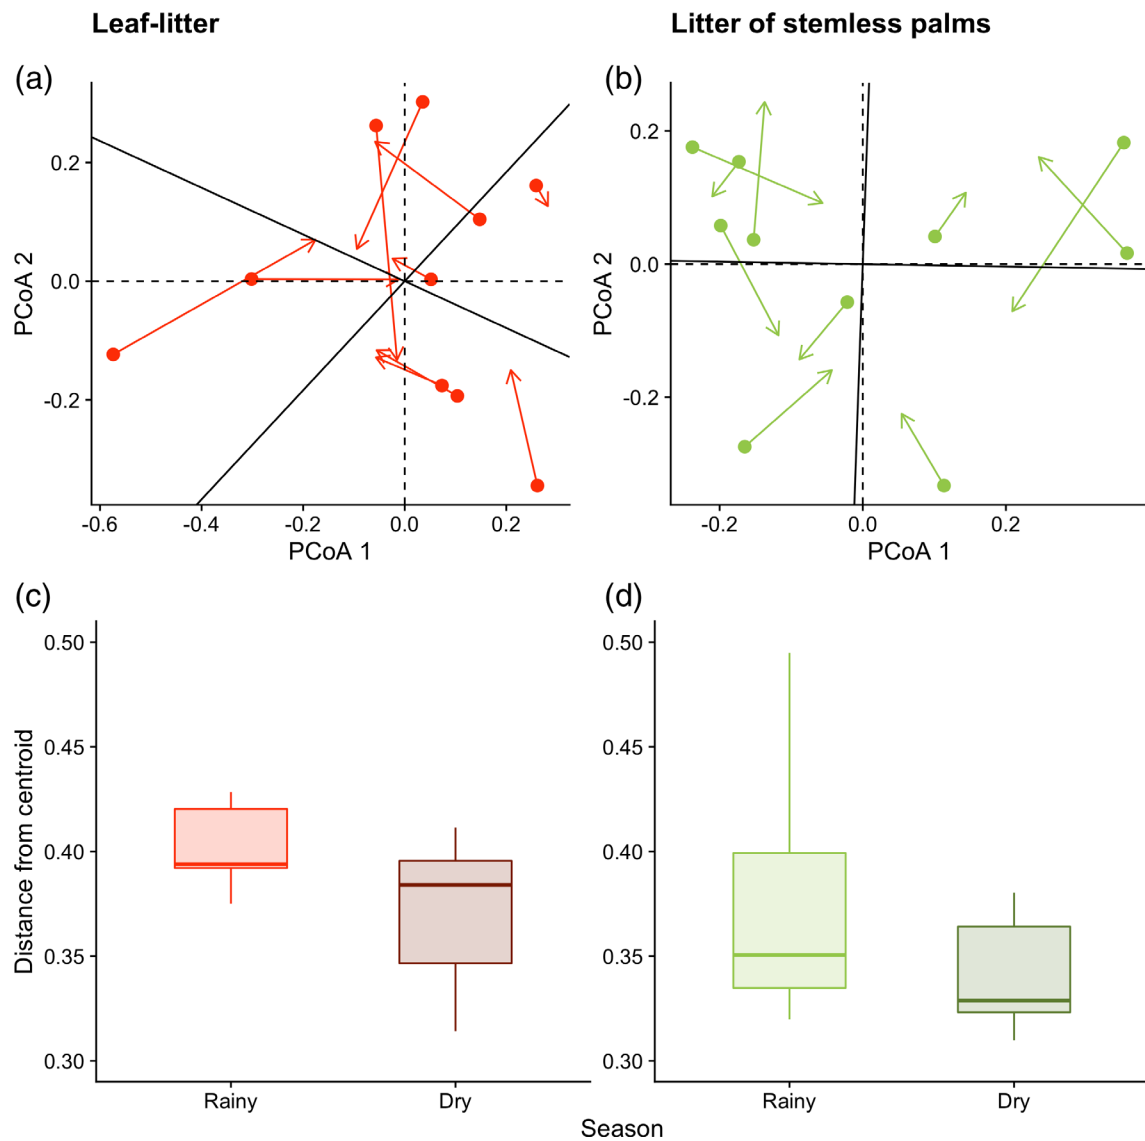 Leaf-litter
Litter of stemless palms
(a)
(b)
0.2
0.0
-0.2
PCoA 2
-0.6
-0.4
-0.2
0.0
0.2
PCoA 1
0.2
0.0
-0.2
PCoA 2
-0.2
0.0
0.2
PCoA 1
(c)
(d)
0.50
0.45
0.40
0.35
0.30
Distance from centroid
Rainy
Dry
0.50
0.45
0.40
0.35
0.30
Rainy
Dry
Season